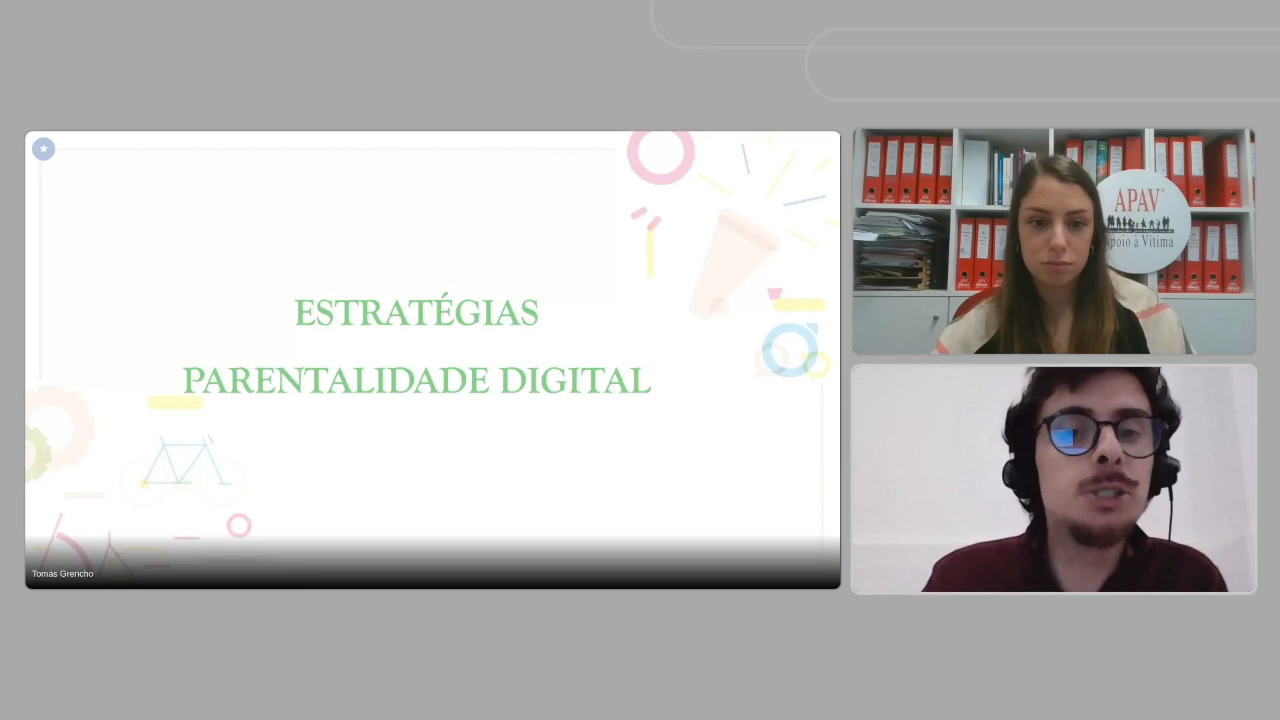 ESTRATÉGIAS
PARENTALIDADE DIGITAL
Tomás Grencho
APAV®
Apoio à Vítima